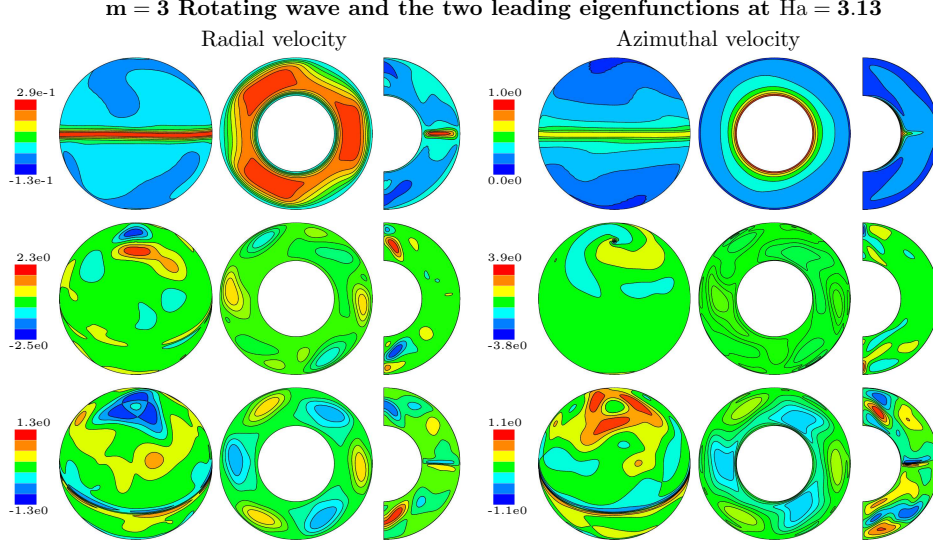 m = 3 Rotating wave and the two leading eigenfunctions at Ha = 3.13
Radial velocity Azimuthal velocity
2.9e-1 1.0e0
-1.3e-1 0.0e0
2.3e0 3.9e0
-2.5e0 -3.8e0
1.3e0 1.1e0
-1.3e0 -1.1e0